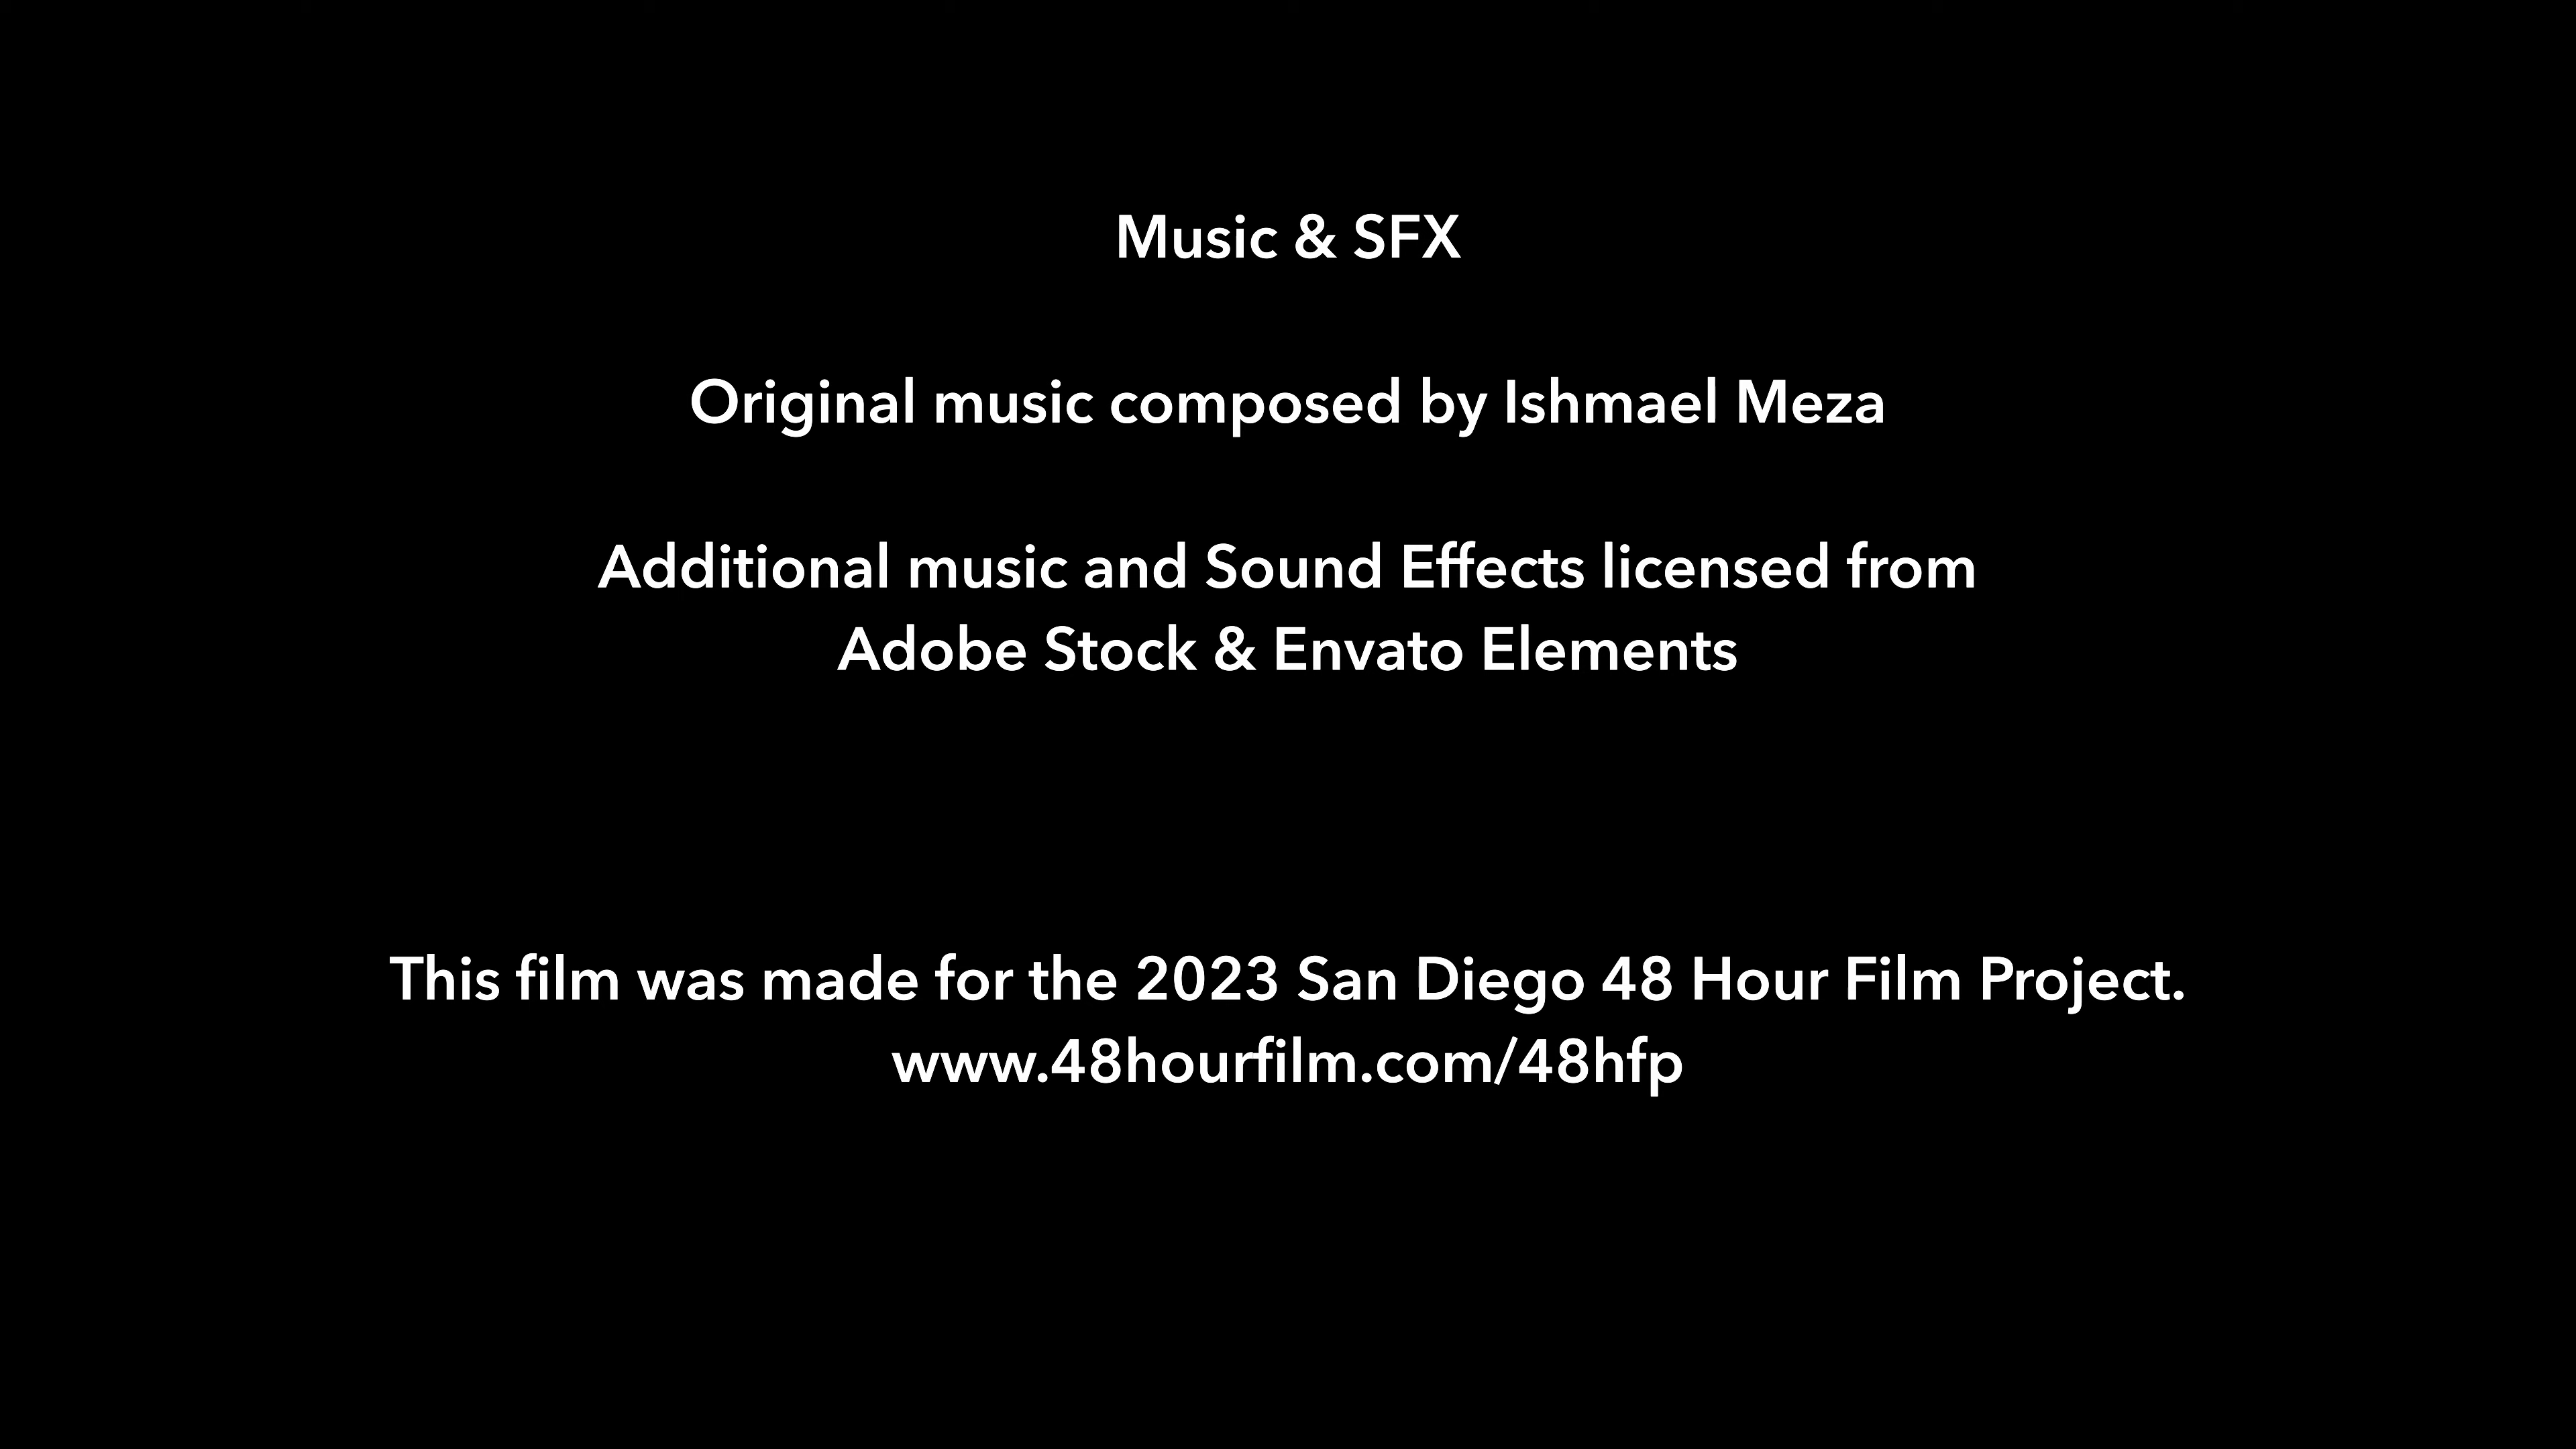 Music & SFX
Original music composed by Ishmael Meza
Additional music and Sound Effects licensed from
Adobe Stock & Envato Elements
This film was made for the 2023 San Diego 48 Hour Film Project.
www.48hourfilm.com/48hfp